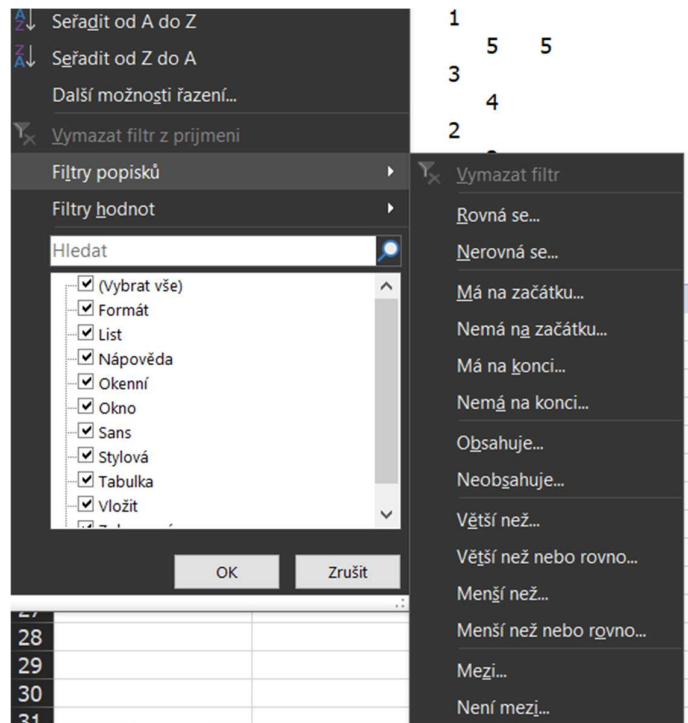 Seřadit od A do Z
Seřadit od Z do A
Další možnosti řazení...
Vymazat filtr z prijmeni
Filtry popisků
Filtry hodnot
Hledat
(Vybrat vše)
Formát
List
Nápověda
Okenní
Okno
Sans
Stylová
Tabulka
Vložit
OK Zrušit
28
29
30
31
1
5 5
3
4
2
Vymazat filtr
Rovná se...
Nerovná se...
Má na začátku...
Nemá na začátku...
Má na konci...
Nemá na konci...
Obsahuje...
Neobsahuje...
Větší než...
Větší než nebo rovno...
Menší než...
Menší než nebo rovno...
Mezi...
Není mezi...